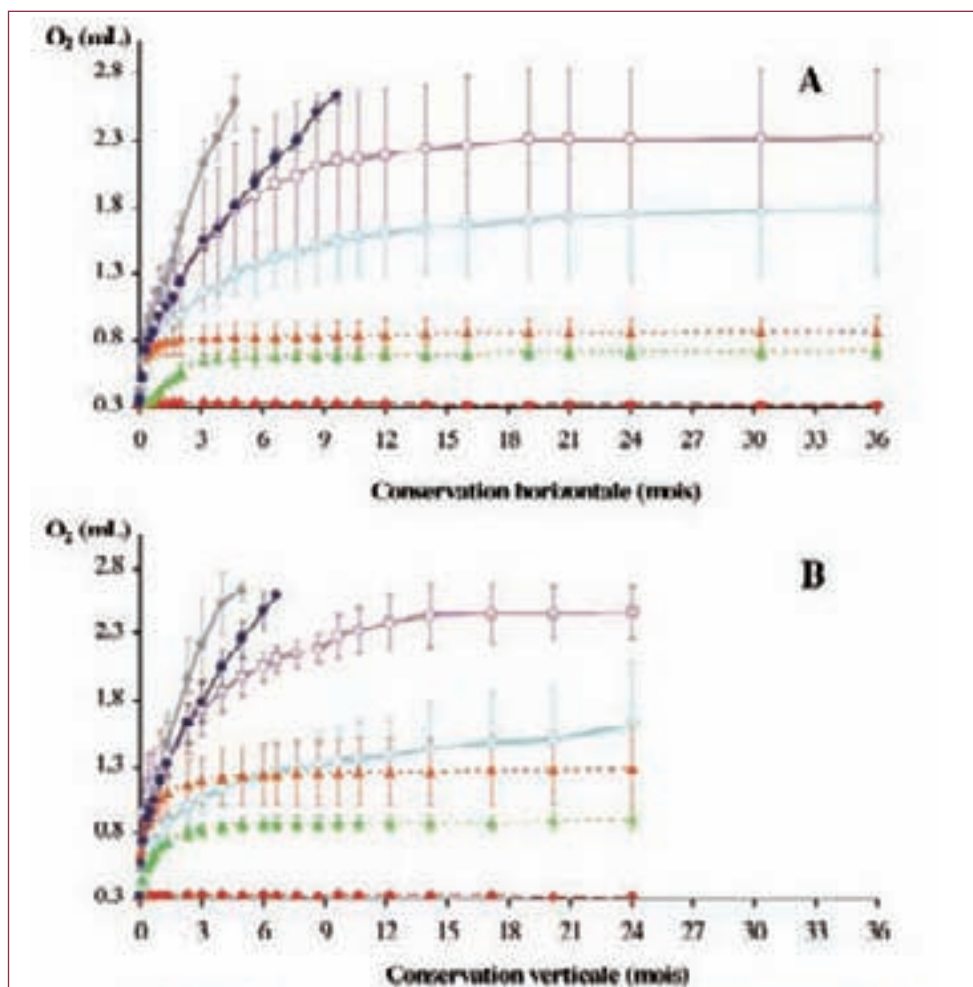 O₂ (mL)
A
2.8
2.3
1.8
1.3
0.8
0.3
0 3 6 9 12 15 18 21 24 27 30 33 36
Conservation horizontale (mois)
O₂ (mL)
B
2.8
2.3
1.8
1.3
0.8
0.3
0 3 6 9 12 15 18 21 24 27 30 33 36
Conservation verticale (mois)